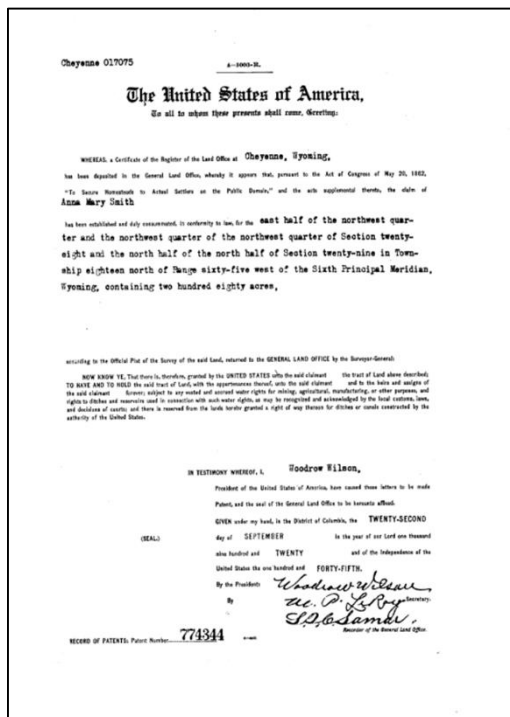 Cheyenne 017075
A—1003-R.
The United States of America,
To all to whom these presents shall come, Greeting:
WHEREAS, a Certificate of the Register of the Land Office at Cheyenne, Wyoming,
has been deposited in the General Land Office, whereby it appears that, pursuant to the Act of Congress of May 20, 1862,
"To Secure Homesteads to Actual Settlers on the Public Domain," and the acts supplemental thereto, the claim of
Anna Mary Smith
has been established and duly consummated, in conformity to law, for the east half of the northwest quar-
ter and the northwest quarter of the northwest quarter of Section twenty-
eight and the north half of the north half of Section twenty-nine in Town-
ship eighteen north of Range sixty-five west of the Sixth Principal Meridian,
Wyoming, containing two hundred eighty acres,
according to the Official Plat of the Survey of the said Land, returned to the GENERAL LAND OFFICE by the Surveyor-General:
NOW KNOW YE, That there is, therefore, granted by the UNITED STATES unto the said claimant the tract of Land above described;
TO HAVE AND TO HOLD the said tract of Land, with the appurtenances thereof, unto the said claimant and to the heirs and assigns of
the said claimant forever; subject to any vested and accrued water rights for mining, agricultural, manufacturing, or other purposes, and
rights to ditches and reservoirs used in connection with such water rights, as may be recognized and acknowledged by the local customs, laws,
and decisions of courts; and there is reserved from the lands hereby granted a right of way thereon for ditches or canals constructed by the
authority of the United States.
IN TESTIMONY WHEREOF, I, Woodrow Wilson,
President of the United States of America, have caused these letters to be made
Patent, and the seal of the General Land Office to be hereunto affixed.
GIVEN under my hand, in the District of Columbia, the TWENTY-SECOND
(SEAL) day of SEPTEMBER in the year of our Lord one thousand
nine hundred and TWENTY and of the Independence of the
United States the one hundred and FORTY-FIFTH.
By the President: Woodrow Wilson
By M. P. LeRoy Secretary.
Recorder of the General Land Office.
RECORD OF PATENTS: Patent Number 774344